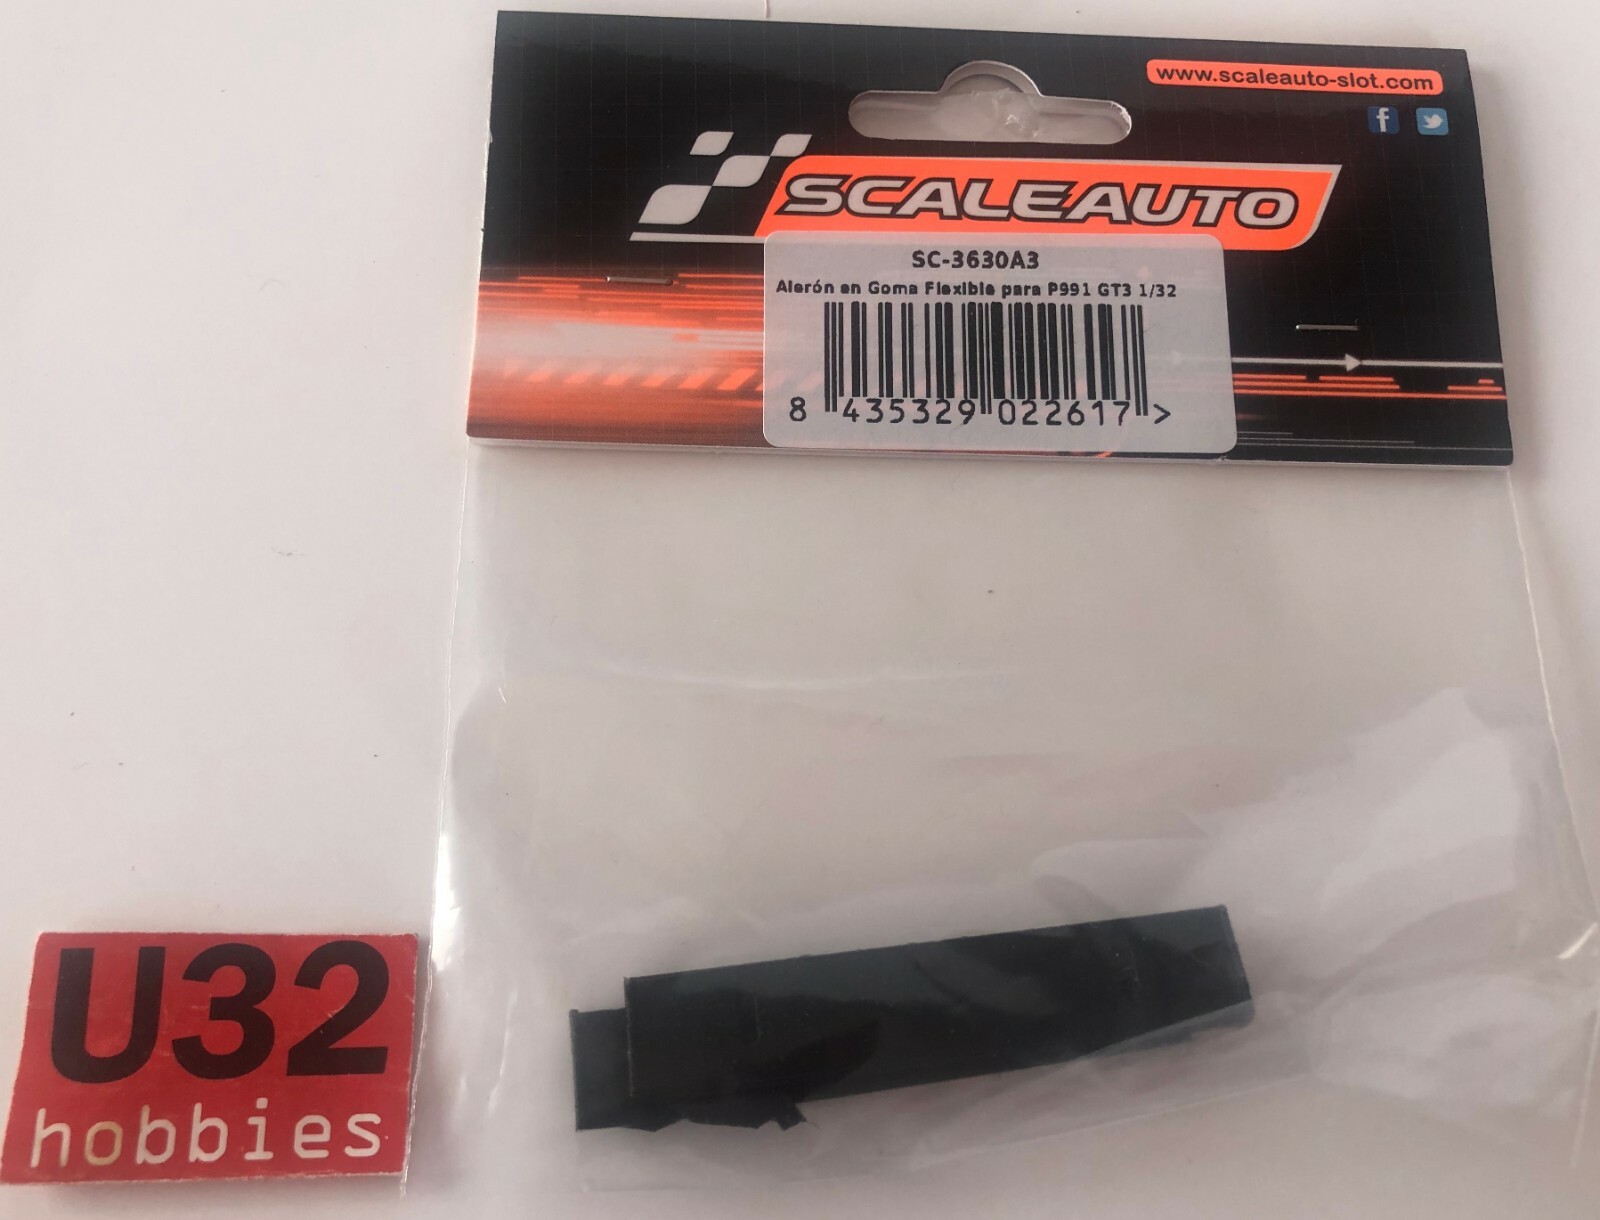 www.scaleauto-slot.com
SCALEAUTO
SC-3630A3
Alerón en Goma Flexible para P991 GT3 1/32
8 435329 022617 >
U32
hobbies